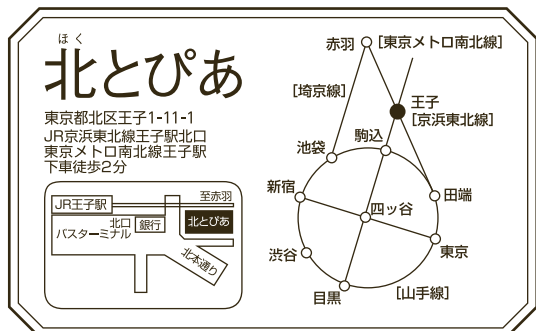 ほく
北とぴあ
東京都北区王子1-11-1
JR京浜東北線王子駅北口
東京メトロ南北線王子駅
下車徒歩2分
至赤羽
JR王子駅
北口
バスターミナル
銀行
北とぴあ
北本通り
赤羽
[東京メトロ南北線]
[埼京線]
王子
[京浜東北線]
駒込
池袋
新宿
田端
四ッ谷
渋谷
東京
目黒
[山手線]